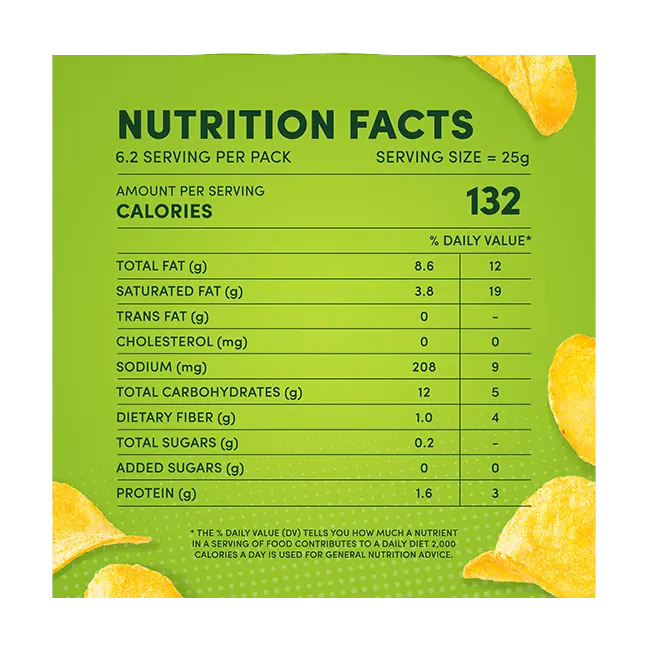 NUTRITION FACTS
6.2 SERVING PER PACK SERVING SIZE = 25g
AMOUNT PER SERVING
CALORIES 132
% DAILY VALUE*
TOTAL FAT (g) 8.6 12
SATURATED FAT (g) 3.8 19
TRANS FAT (g) 0 -
CHOLESTEROL (mg) 0 0
SODIUM (mg) 208 9
TOTAL CARBOHYDRATES (g) 12 5
DIETARY FIBER (g) 1.0 4
TOTAL SUGARS (g) 0.2 -
ADDED SUGARS (g) 0 0
PROTEIN (g) 1.6 3
* THE % DAILY VALUE (DV) TELLS YOU HOW MUCH A NUTRIENT
IN A SERVING OF FOOD CONTRIBUTES TO A DAILY DIET 2,000
CALORIES A DAY IS USED FOR GENERAL NUTRITION ADVICE.